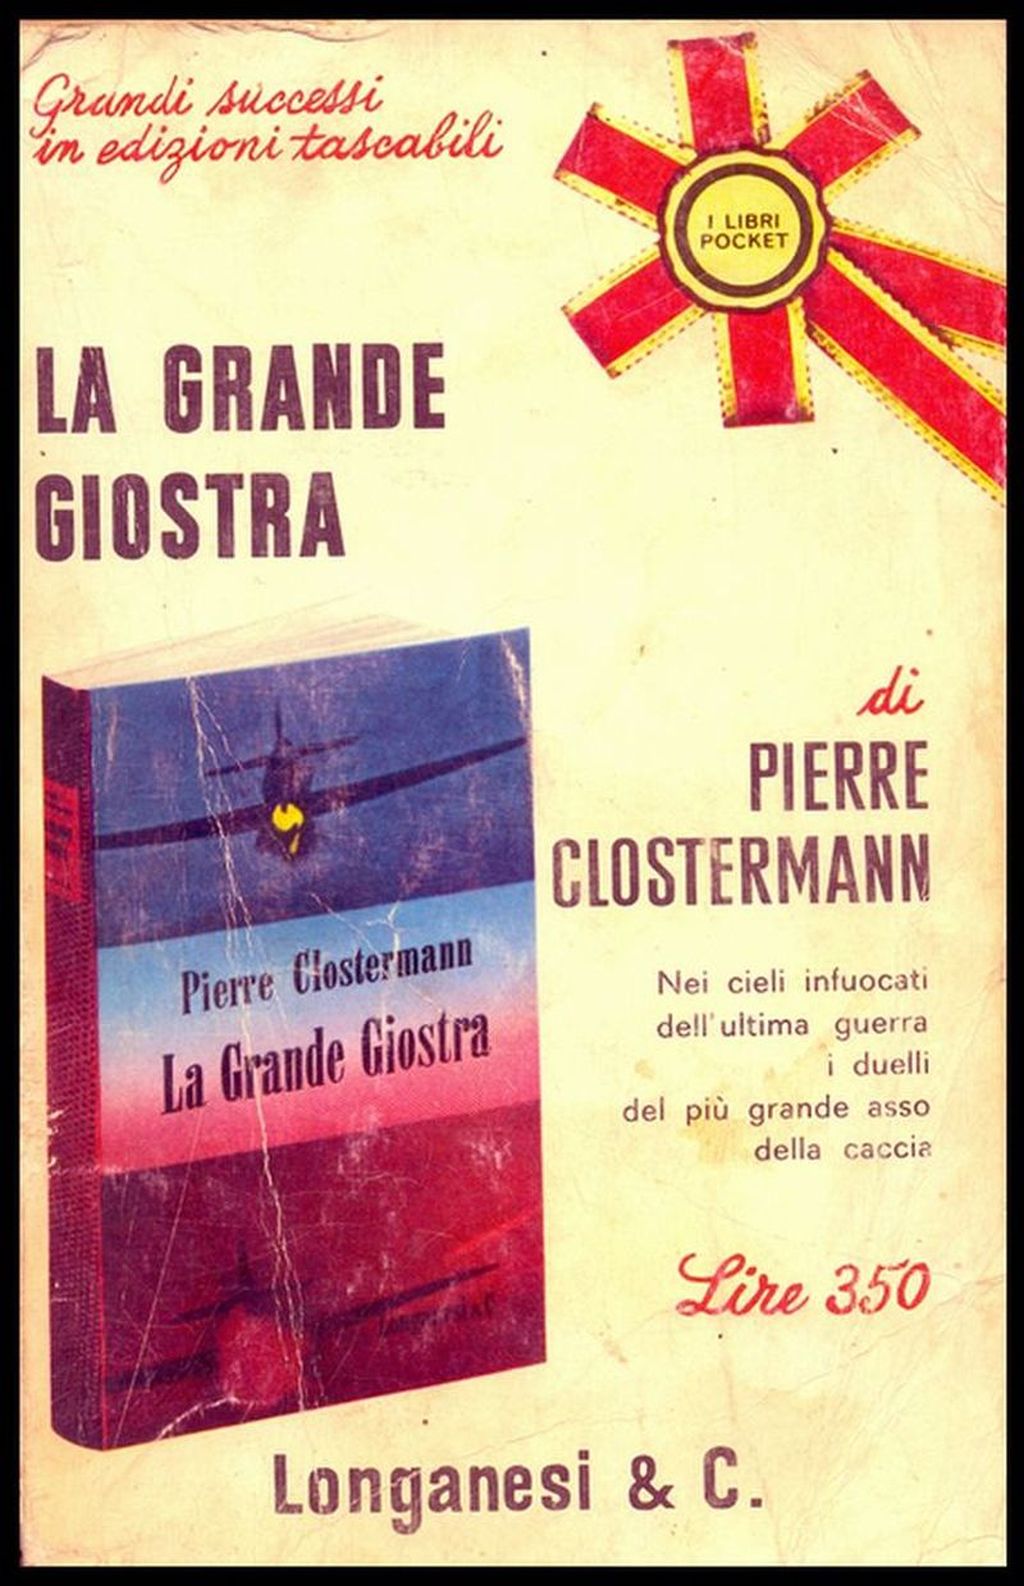 Grandi successi
in edizioni tascabili
I LIBRI
POCKET
LA GRANDE
GIOSTRA
di
PIERRE
CLOSTERMANN
Pierre Clostermann
La Grande Giostra
Nei cieli infuocati
dell'ultima guerra
i duelli
del più grande asso
della caccia
Lire 350
Longanesi & C.